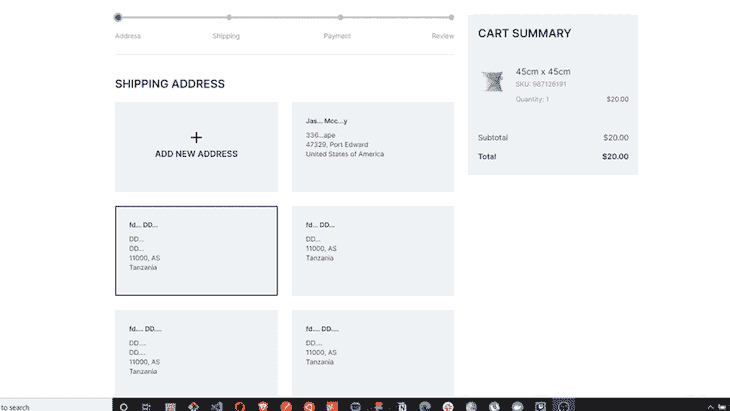 Address
Shipping
Payment
Review
SHIPPING ADDRESS
ADD NEW ADDRESS
Jas... Mcc...y
336...ape
47329, Port Edward
United States of America
fd... DD...
DD...
DD...
11000, AS
Tanzania
fd... DD...
DD...
11000, AS
Tanzania
fd.... DD....
DD....
DD....
11000, AS
Tanzania
fd.... DD....
DD....
11000, AS
Tanzania
CART SUMMARY
45cm x 45cm
SKU: 987128191
Quantity: 1
$20.00
Subtotal
$20.00
Total
$20.00
to search